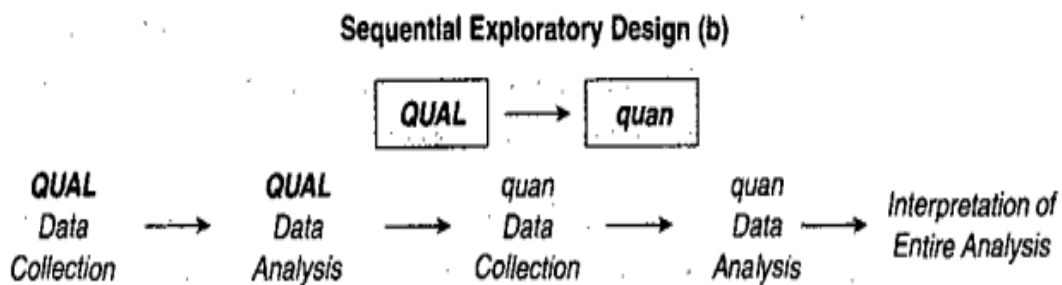 Sequential Exploratory Design (b)
QUAL quan
QUAL QUAL quan quan
Data Data Data Data Interpretation of
Collection Analysis Collection Analysis Entire Analysis